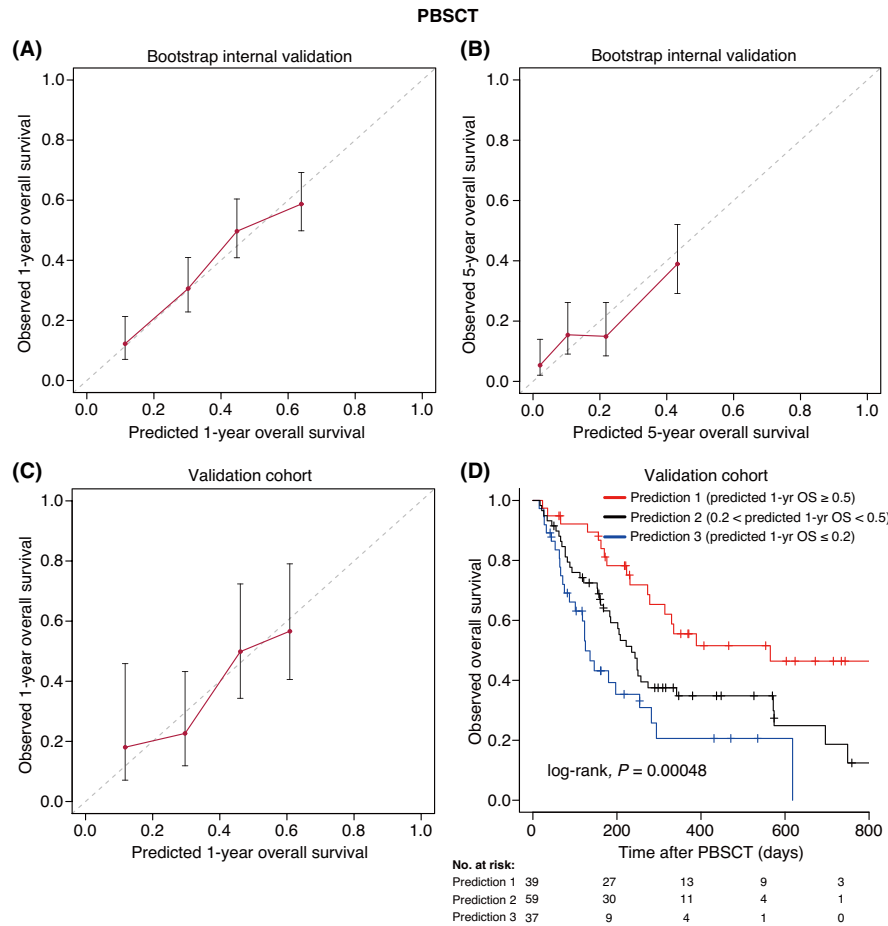 PBSCT
(A)
Bootstrap internal validation
1.0
0.8
0.6
0.4
0.2
0.0
Observed 1-year overall survival
0.0 0.2 0.4 0.6 0.8 1.0
Predicted 1-year overall survival
(B)
Bootstrap internal validation
1.0
0.8
0.6
0.4
0.2
0.0
Observed 5-year overall survival
0.0 0.2 0.4 0.6 0.8 1.0
Predicted 5-year overall survival
(C)
Validation cohort
1.0
0.8
0.6
0.4
0.2
0.0
Observed 1-year overall survival
0.0 0.2 0.4 0.6 0.8 1.0
Predicted 1-year overall survival
(D)
Validation cohort
Prediction 1 (predicted 1-yr OS ≥ 0.5)
Prediction 2 (0.2 < predicted 1-yr OS < 0.5)
Prediction 3 (predicted 1-yr OS ≤ 0.2)
1.0
0.8
0.6
0.4
0.2
0.0
Observed overall survival
log-rank, P = 0.00048
0 200 400 600 800
Time after PBSCT (days)
No. at risk:
Prediction 1 39 27 13 9 3
Prediction 2 59 30 11 4 1
Prediction 3 37 9 4 1 0